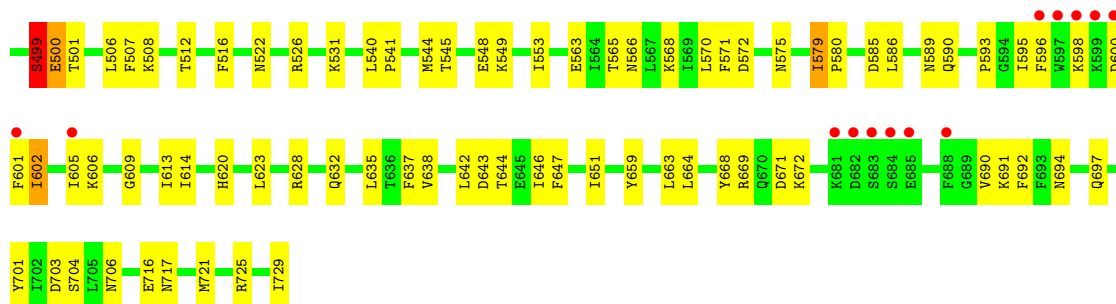 S499 E500 T501 L506 F507 K508 T512 F516 N522 R526 K531 L540 P541 M544 T545 E548 K549 I553 E563 I564 T565 N566 L567 K568 I569 L570 F571 D572 N575 I579 P580 D585 L586 N589 Q590 P593 G594 I595 F596 W597 K598 K599
F601 I602 I605 K606 G609 I613 I614 H620 L623 R628 Q632 L635 T636 F637 V638 L642 D643 T644 E645 I646 F647 I651 Y659 L663 L664 Y668 R669 Q670 D671 K672 K681 D682 S683 S684 E685 F688 G689 V690 K691 F692 F693 N694 Q697
Y701 I702 D703 S704 L705 N706 E716 N717 M721 R725 I729